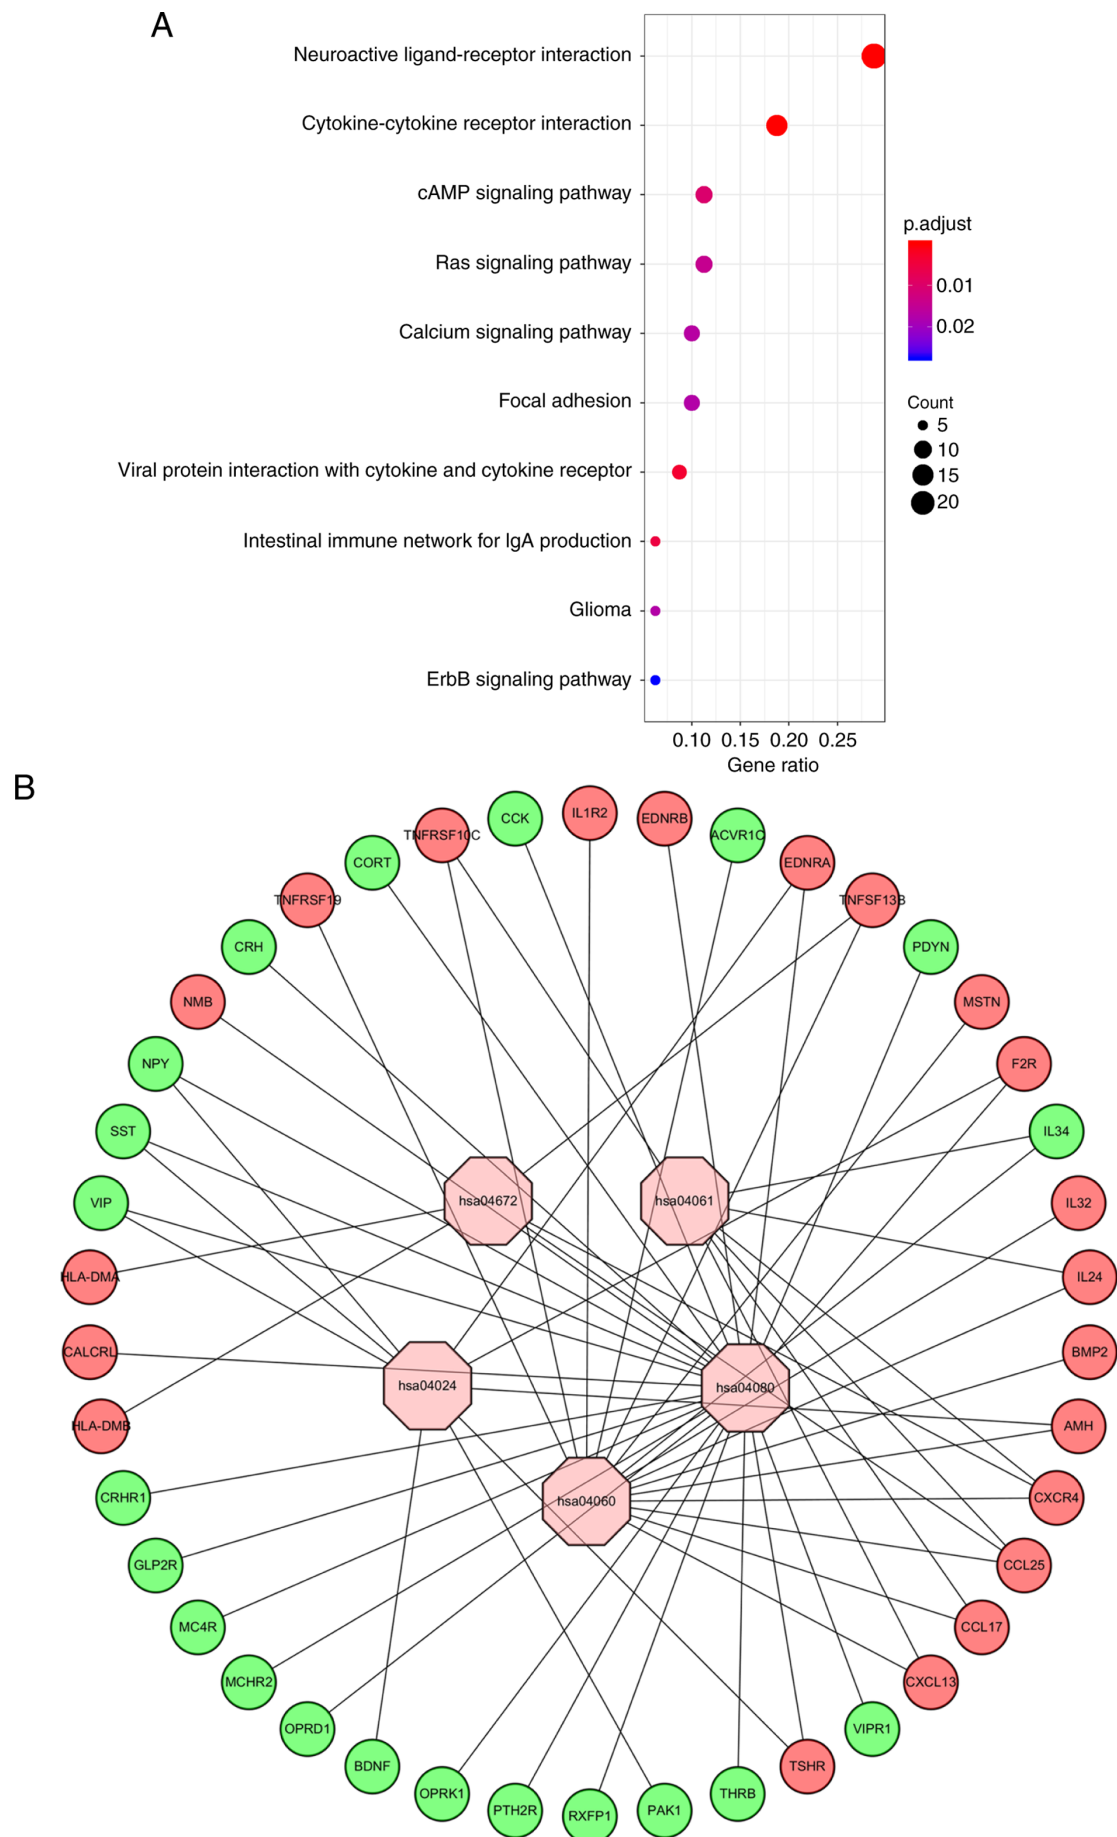 A
Neuroactive ligand-receptor interaction
Cytokine-cytokine receptor interaction
cAMP signaling pathway
Ras signaling pathway
Calcium signaling pathway
Focal adhesion
Viral protein interaction with cytokine and cytokine receptor
Intestinal immune network for IgA production
Glioma
ErbB signaling pathway
0.10 0.15 0.20 0.25
Gene ratio
p.adjust
0.01
0.02
Count
5
10
15
20
B
CCK
IL1R2
EDNRB
ACVR1C
TNFRSF10C
EDNRA
CORT
TNFSF13B
TNFRSF19
PDYN
CRH
MSTN
NMB
F2R
NPY
IL34
SST
IL32
VIP
hsa04672
hsa04061
IL24
HLA-DMA
BMP2
CALCRL
hsa04024
hsa04080
AMH
HLA-DMB
CXCR4
CRHR1
hsa04060
CCL25
GLP2R
CCL17
MC4R
CXCL13
MCHR2
VIPR1
OPRD1
TSHR
BDNF
THRB
OPRK1
PTH2R
RXFP1
PAK1